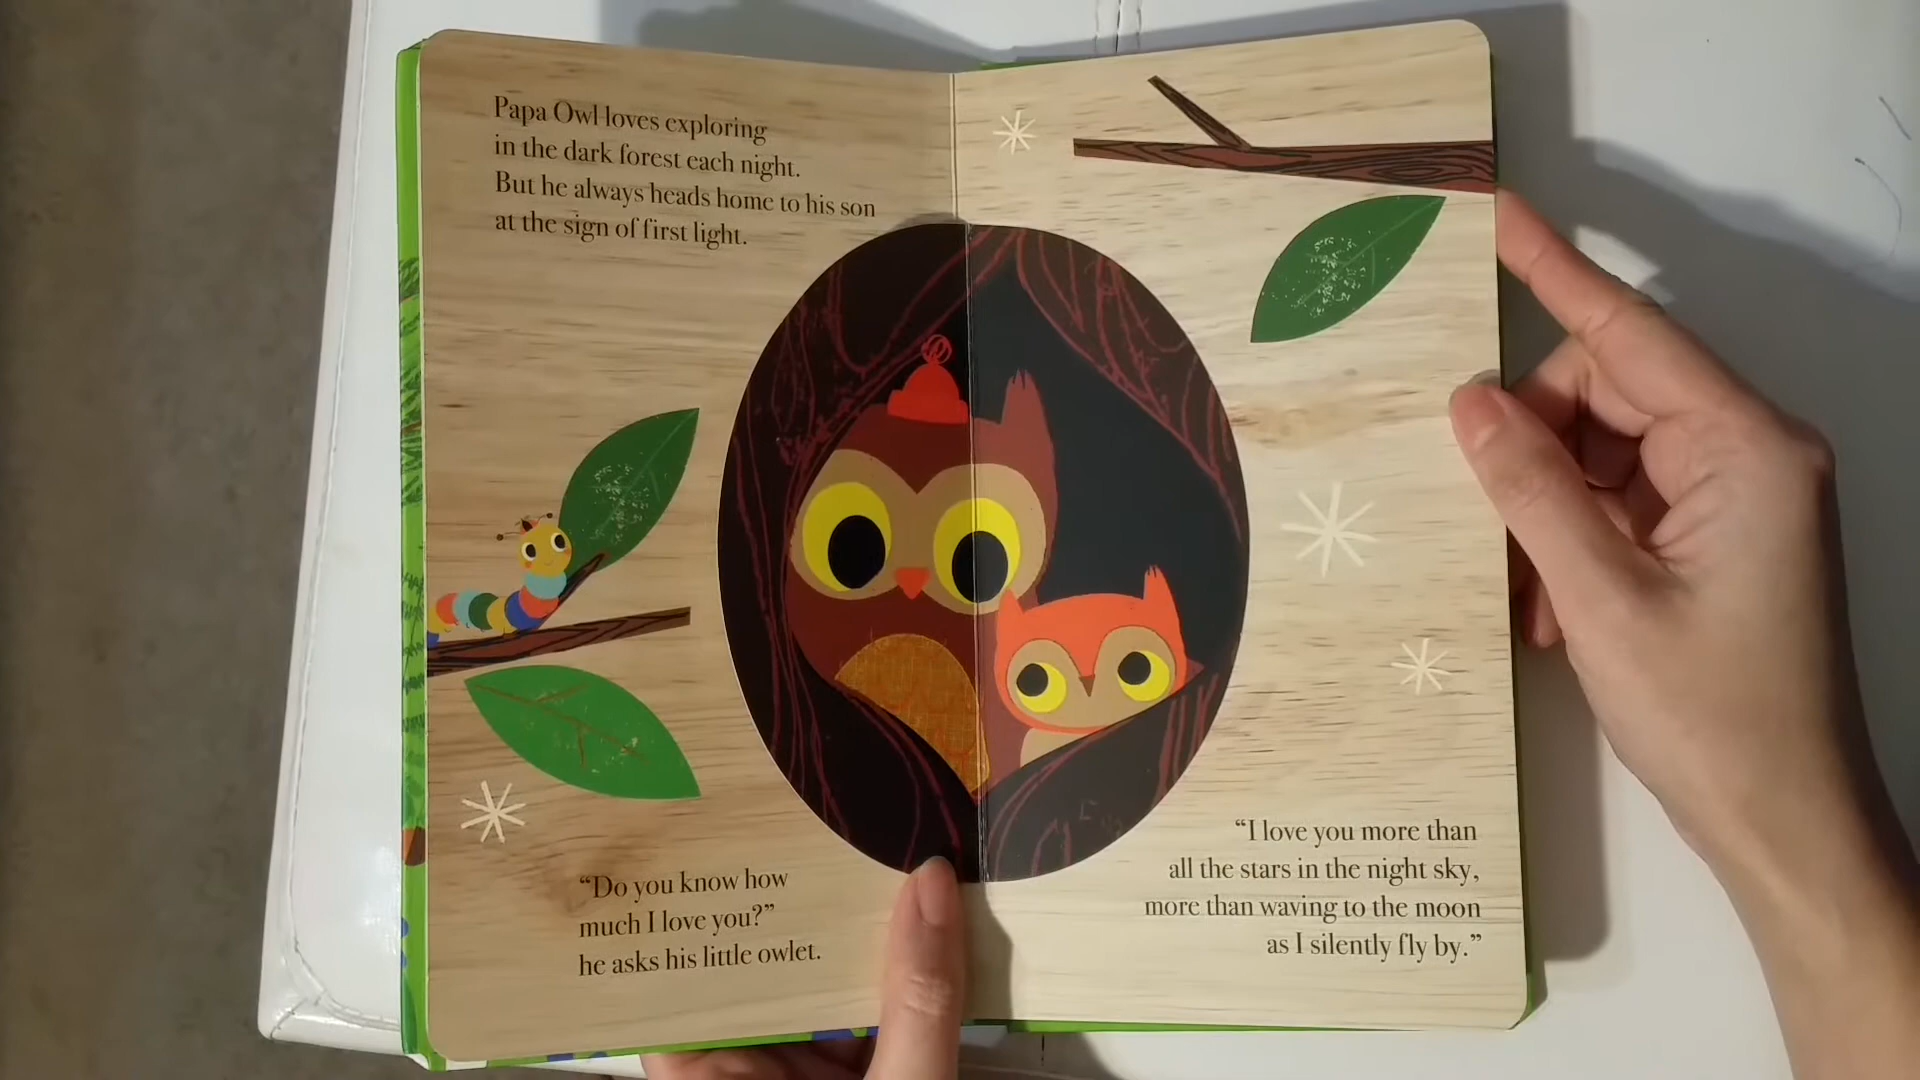 Papa Owl loves exploring
in the dark forest each night.
But he always heads home to his son
at the sign of first light.
“Do you know how
much I love you?”
he asks his little owlet.
“I love you more than
all the stars in the night sky,
more than waving to the moon
as I silently fly by.”